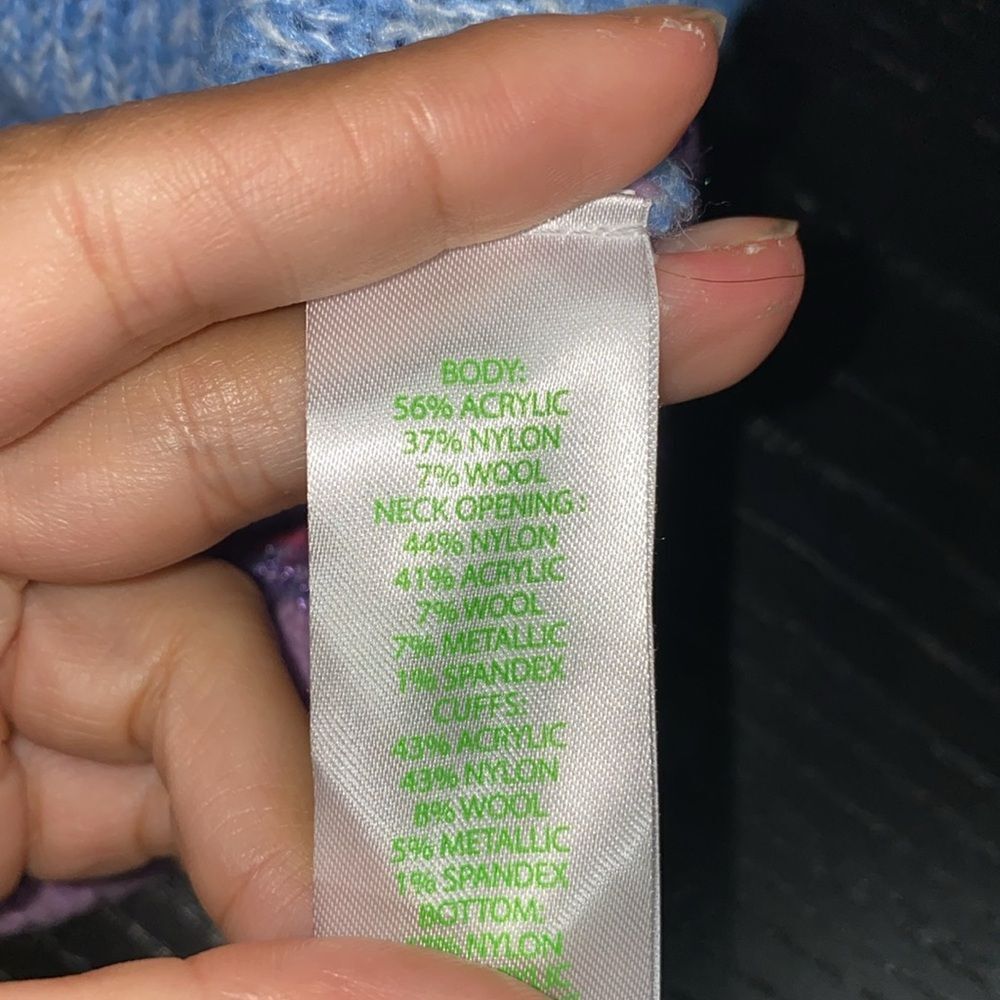 BODY:
56% ACRYLIC
37% NYLON
7% WOOL
NECK OPENING :
44% NYLON
41% ACRYLIC
7% WOOL
7% METALLIC
1% SPANDEX
CUFFS:
43% ACRYLIC
43% NYLON
8% WOOL
5% METALLIC
1% SPANDEX
BOTTOM:
NYLON